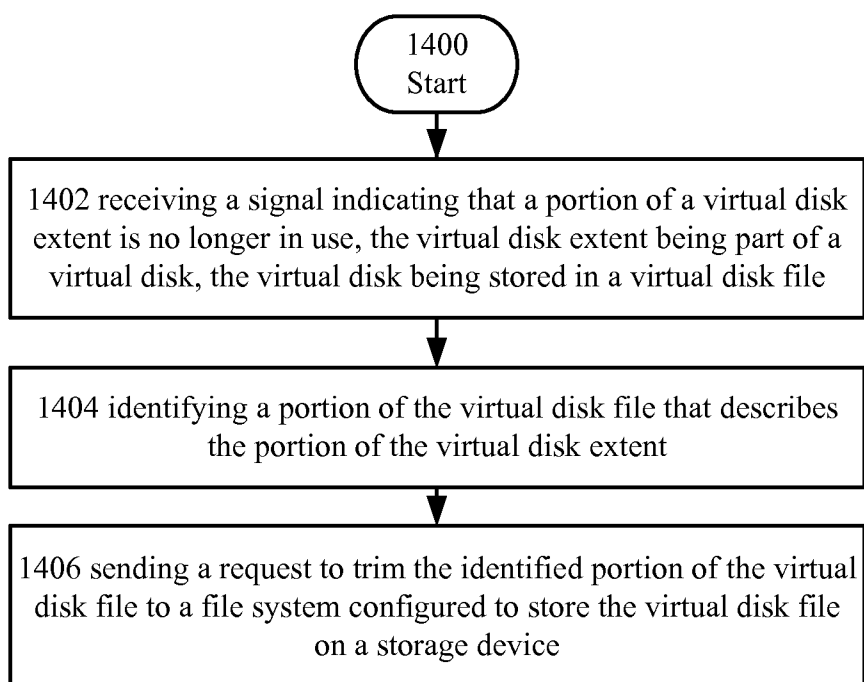 1400
Start
1402 receiving a signal indicating that a portion of a virtual disk
extent is no longer in use, the virtual disk extent being part of a
virtual disk, the virtual disk being stored in a virtual disk file
1404 identifying a portion of the virtual disk file that describes
the portion of the virtual disk extent
1406 sending a request to trim the identified portion of the virtual
disk file to a file system configured to store the virtual disk file
on a storage device